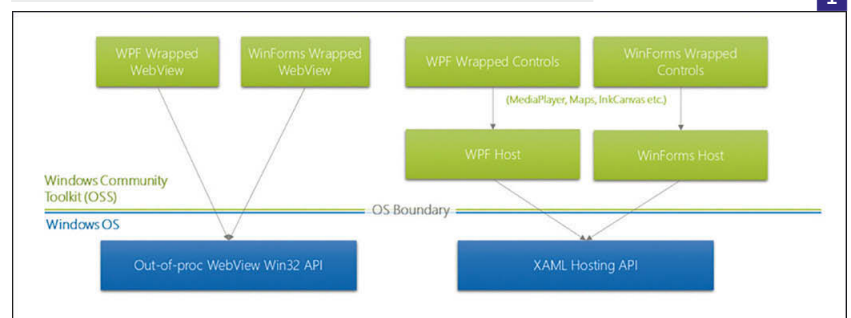 1
WPF Wrapped
WebView
WinForms Wrapped
WebView
WPF Wrapped Controls
WinForms Wrapped
Controls
(MediaPlayer, Maps, InkCanvas etc.)
WPF Host
WinForms Host
Windows Community
Toolkit (OSS)
OS Boundary
Windows OS
Out-of-proc WebView Win32 API
XAML Hosting API